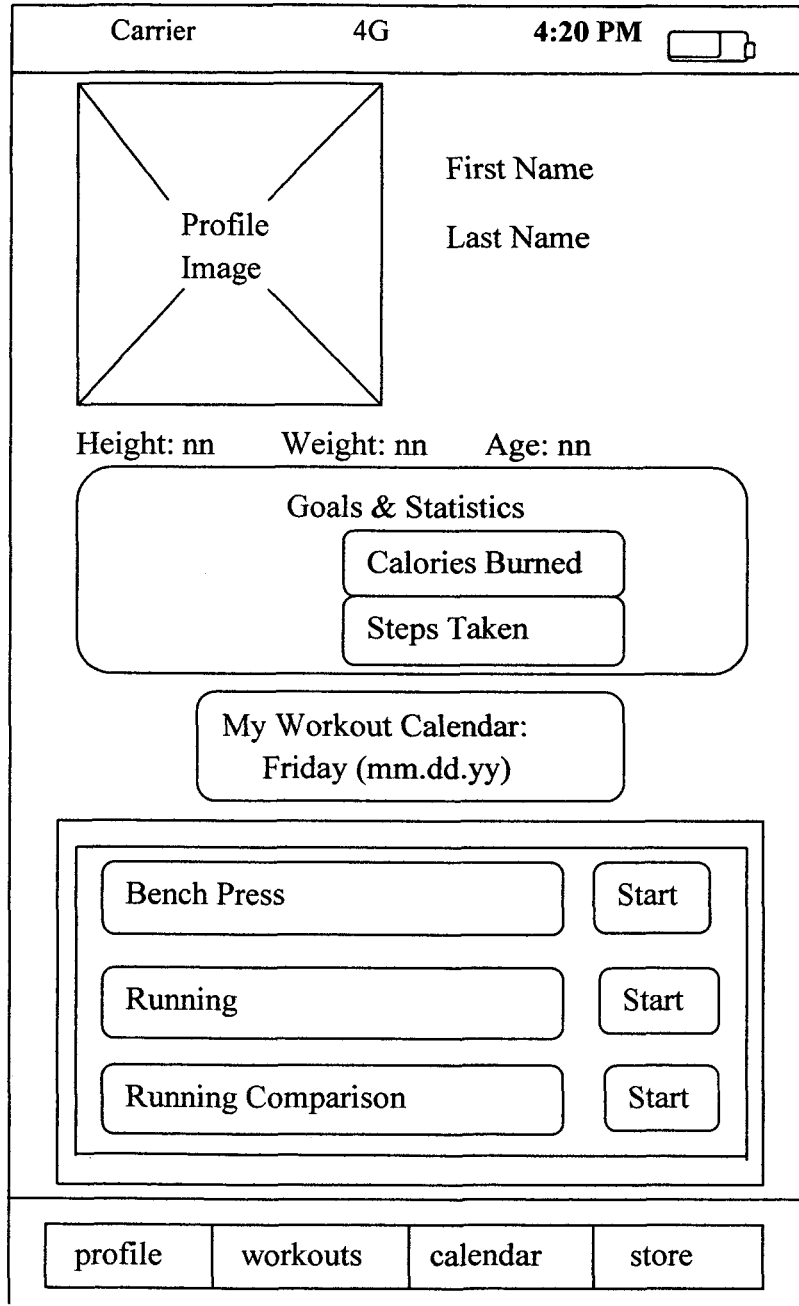 Carrier 4G 4:20 PM
First Name
Last Name
Profile
Image
Height: nn Weight: nn Age: nn
Goals & Statistics
Calories Burned
Steps Taken
My Workout Calendar:
Friday (mm.dd.yy)
Bench Press Start
Running Start
Running Comparison Start
profile workouts calendar store